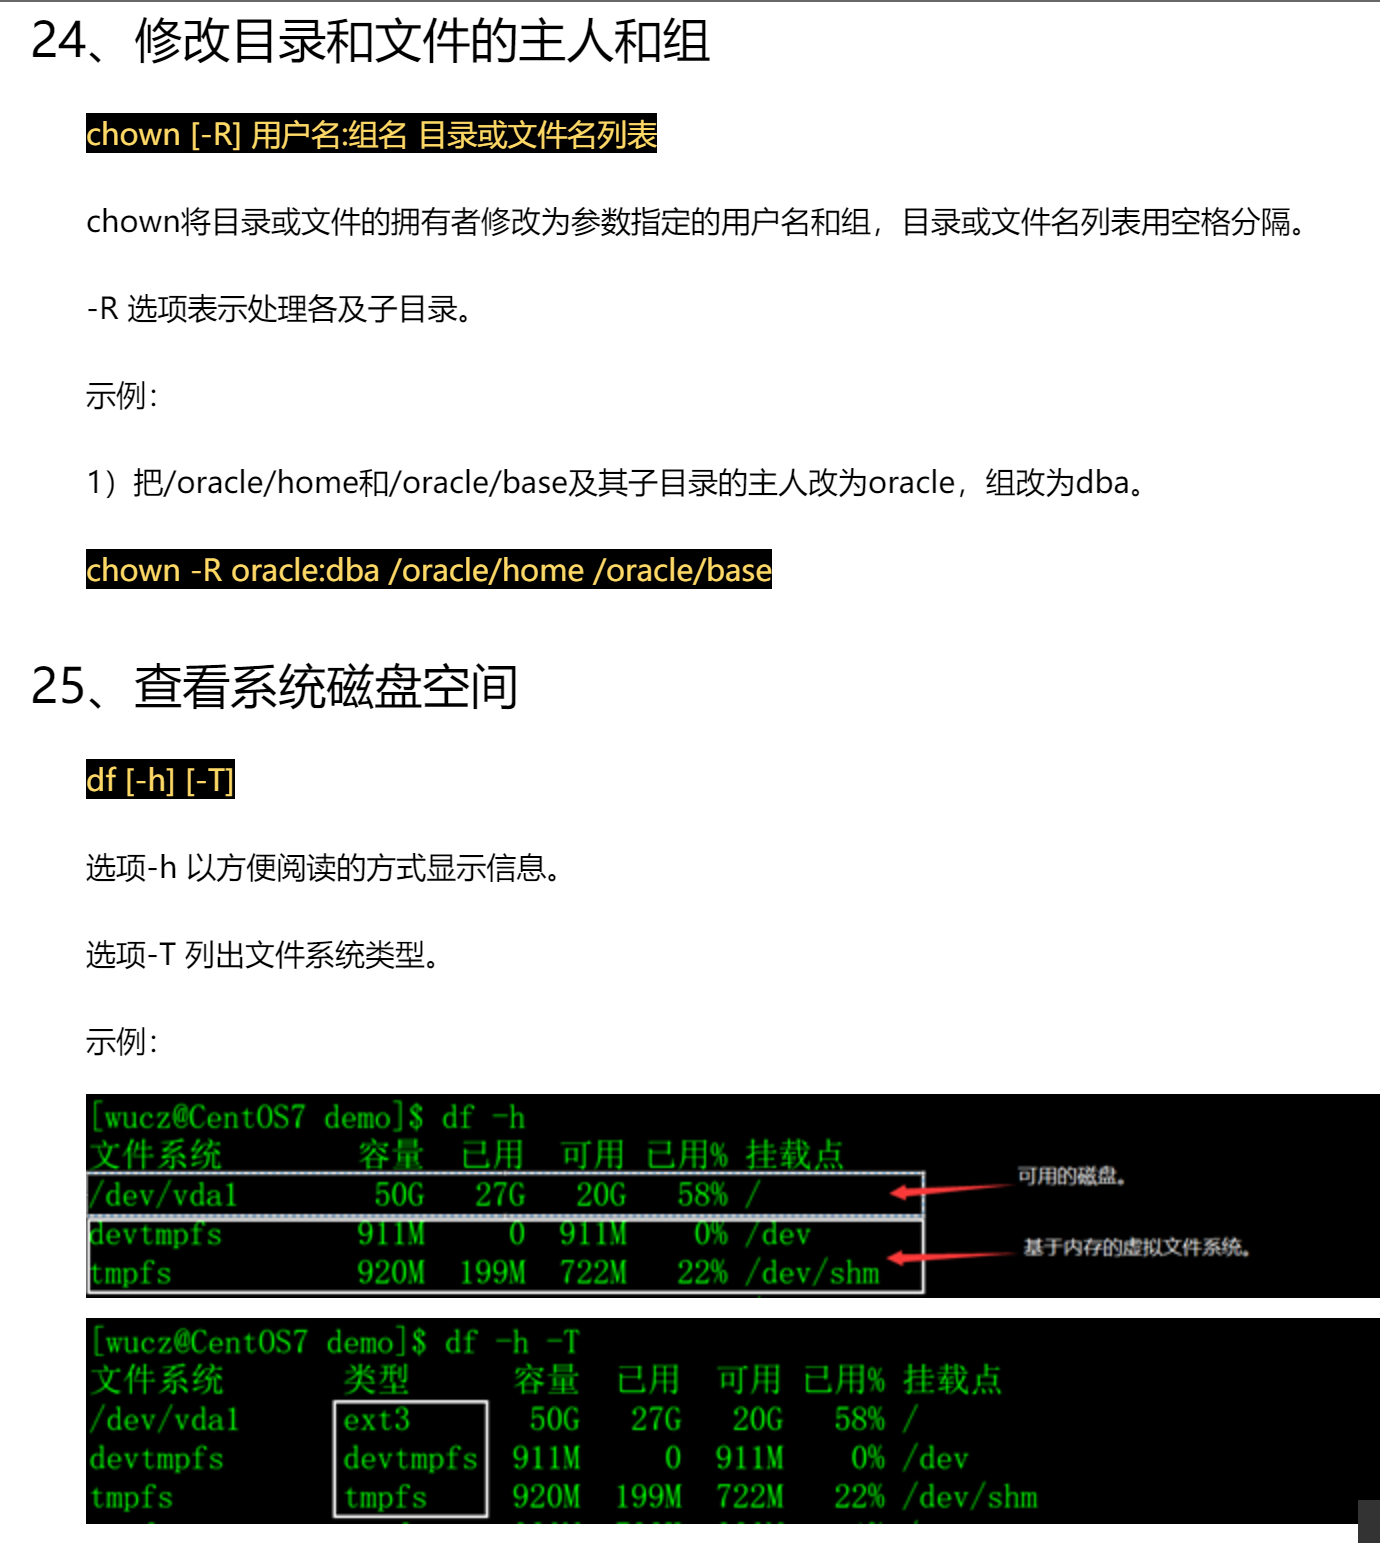 24、修改目录和文件的主人和组
chown [-R] 用户名:组名 目录或文件名列表
chown将目录或文件的拥有者修改为参数指定的用户名和组，目录或文件名列表用空格分隔。
-R 选项表示处理各及子目录。
示例：
1）把/oracle/home和/oracle/base及其子目录的主人改为oracle，组改为dba。
chown -R oracle:dba /oracle/home /oracle/base
25、查看系统磁盘空间
df [-h] [-T]
选项-h 以方便阅读的方式显示信息。
选项-T 列出文件系统类型。
示例：
[wucz@CentOS7 demo]$ df -h
文件系统 容量 已用 可用 已用% 挂载点
/dev/vda1 50G 27G 20G 58% / 可用的磁盘。
devtmpfs 911M 0 911M 0% /dev 基于内存的虚拟文件系统。
tmpfs 920M 199M 722M 22% /dev/shm
[wucz@CentOS7 demo]$ df -h -T
文件系统 类型 容量 已用 可用 已用% 挂载点
/dev/vda1 ext3 50G 27G 20G 58% /
devtmpfs devtmpfs 911M 0 911M 0% /dev
tmpfs tmpfs 920M 199M 722M 22% /dev/shm